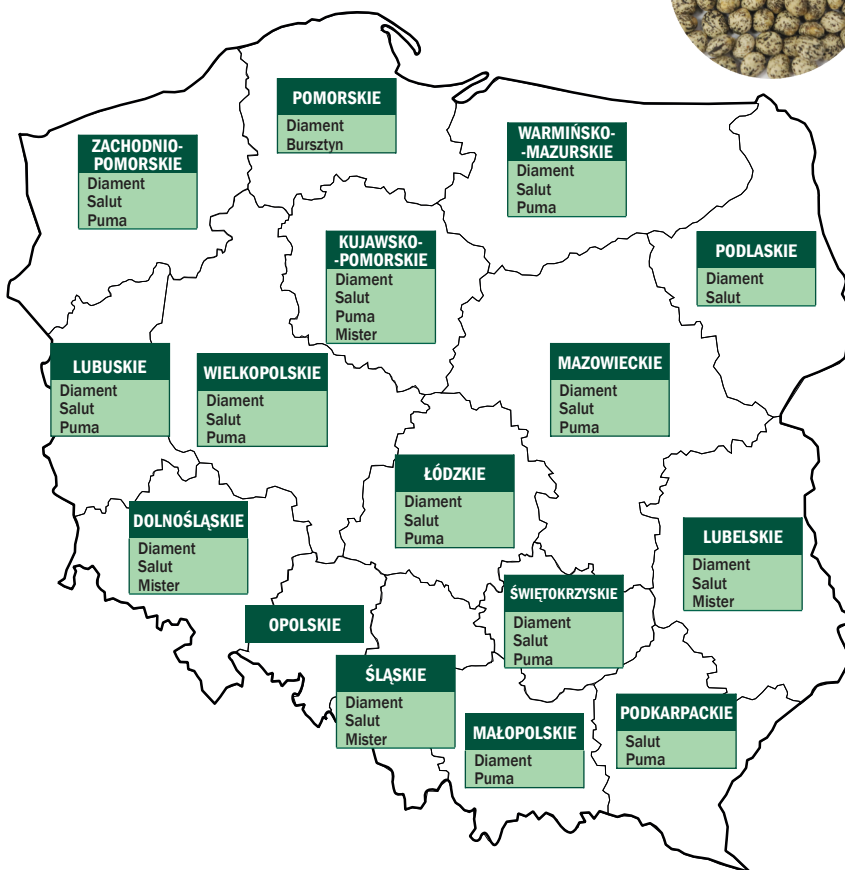 POMORSKIE
Diament
Bursztyn
ZACHODNIO-
POMORSKIE
Diament
Salut
Puma
WARMIŃSKO-
-MAZURSKIE
Diament
Salut
Puma
KUJAWSKO-
-POMORSKIE
Diament
Salut
Puma
Mister
PODLASKIE
Diament
Salut
LUBUSKIE
Diament
Salut
Puma
WIELKOPOLSKIE
Diament
Salut
Puma
MAZOWIECKIE
Diament
Salut
Puma
ŁÓDZKIE
Diament
Salut
Puma
DOLNOŚLĄSKIE
Diament
Salut
Mister
LUBELSKIE
Diament
Salut
Mister
ŚWIĘTOKRZYSKIE
Diament
Salut
Puma
OPOLSKIE
ŚLĄSKIE
Diament
Salut
Mister
MAŁOPOLSKIE
Diament
Puma
PODKARPACKIE
Salut
Puma